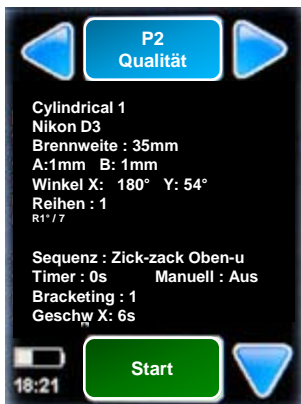 P2
Qualität
Cylindrical 1
Nikon D3
Brennweite : 35mm
A:1mm B: 1mm
Winkel X: 180° Y: 54°
Reihen : 1
R1° / 7
Sequenz : Zick-zack Oben-u
Timer : 0s Manuell : Aus
Bracketing : 1
Geschw X: 6s
Start
18:21